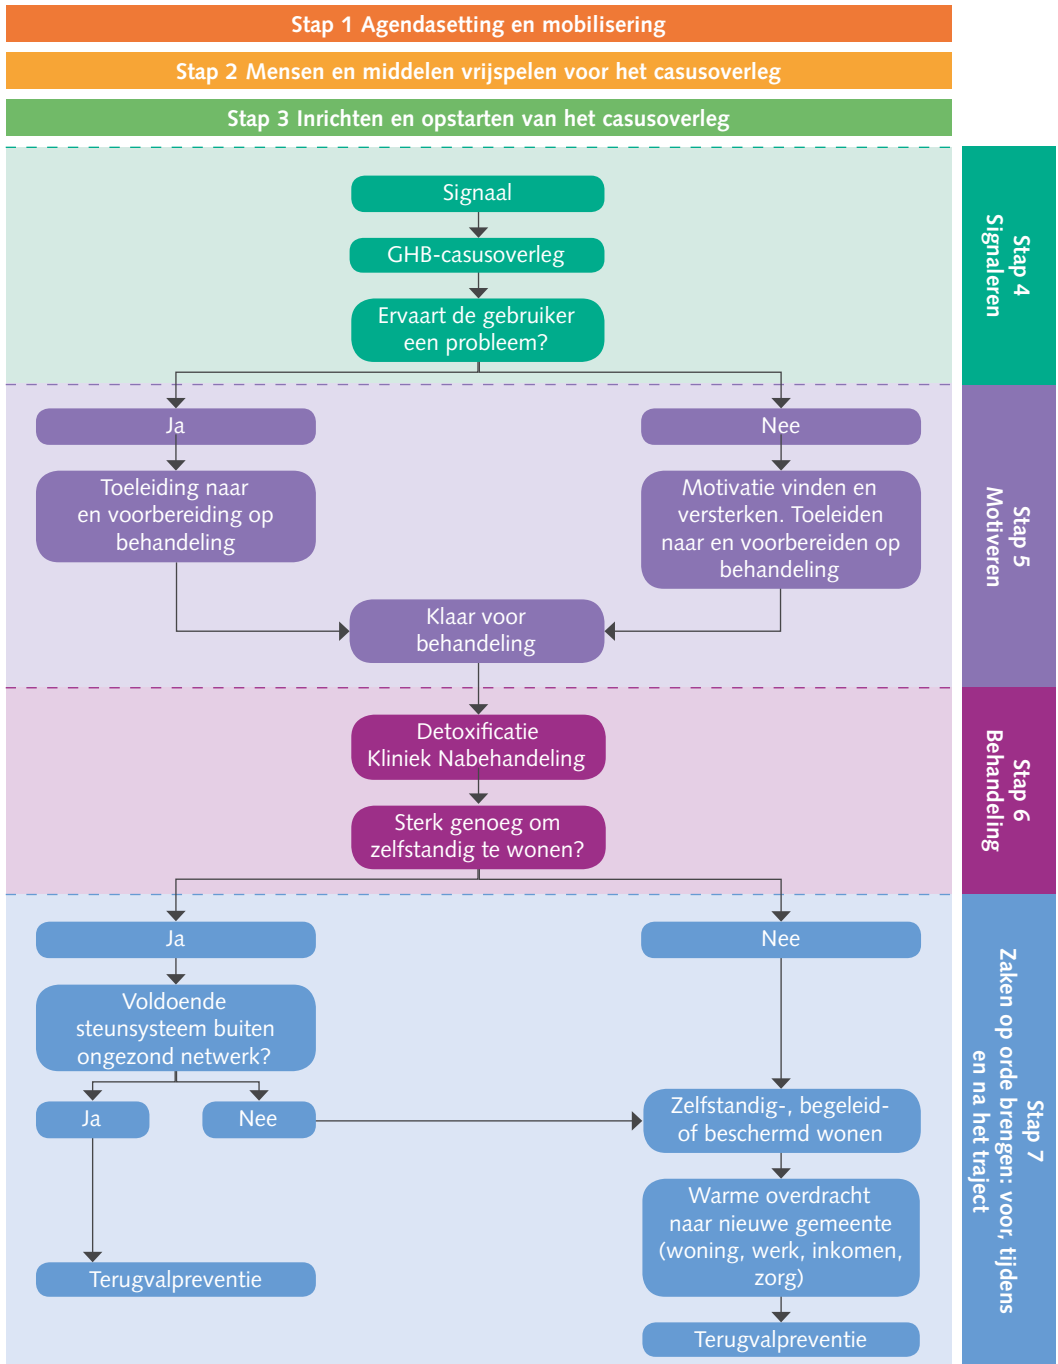 Stap 1 Agendasetting en mobilisering
Stap 2 Mensen en middelen vrijspelen voor het casusoverleg
Stap 3 Inrichten en opstarten van het casusoverleg
Signaal
GHB-casusoverleg
Ervaart de gebruiker
een probleem?
Stap 4
Signaleren
Ja
Nee
Toeleiding naar
en voorbereiding op
behandeling
Motivatie vinden en
versterken. Toeleiden
naar en voorbereiden op
behandeling
Klaar voor
behandeling
Stap 5
Motiveren
Detoxificatie
Kliniek Nabehandeling
Sterk genoeg om
zelfstandig te wonen?
Stap 6
Behandeling
Ja
Nee
Voldoende
steunsysteem buiten
ongezond netwerk?
Ja
Nee
Zelfstandig-, begeleid-
of beschermd wonen
Warme overdracht
naar nieuwe gemeente
(woning, werk, inkomen,
zorg)
Terugvalpreventie
Terugvalpreventie
Stap 7
Zaken op orde brengen: voor, tijdens
en na het traject